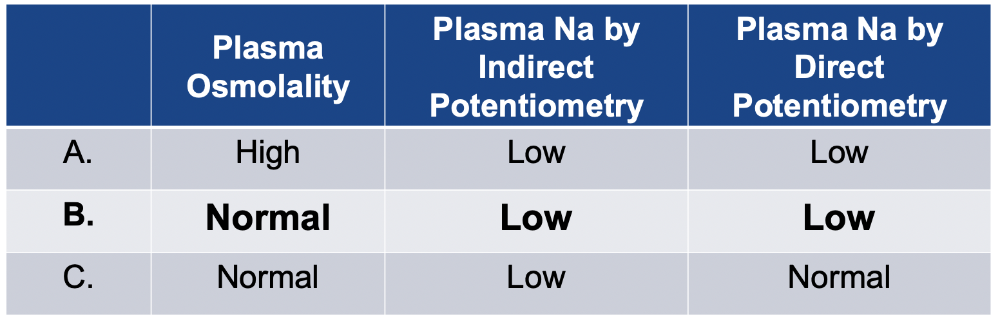 Plasma
Osmolality
Plasma Na by
Indirect
Potentiometry
Plasma Na by
Direct
Potentiometry
A. High Low Low
B. Normal Low Low
C. Normal Low Normal